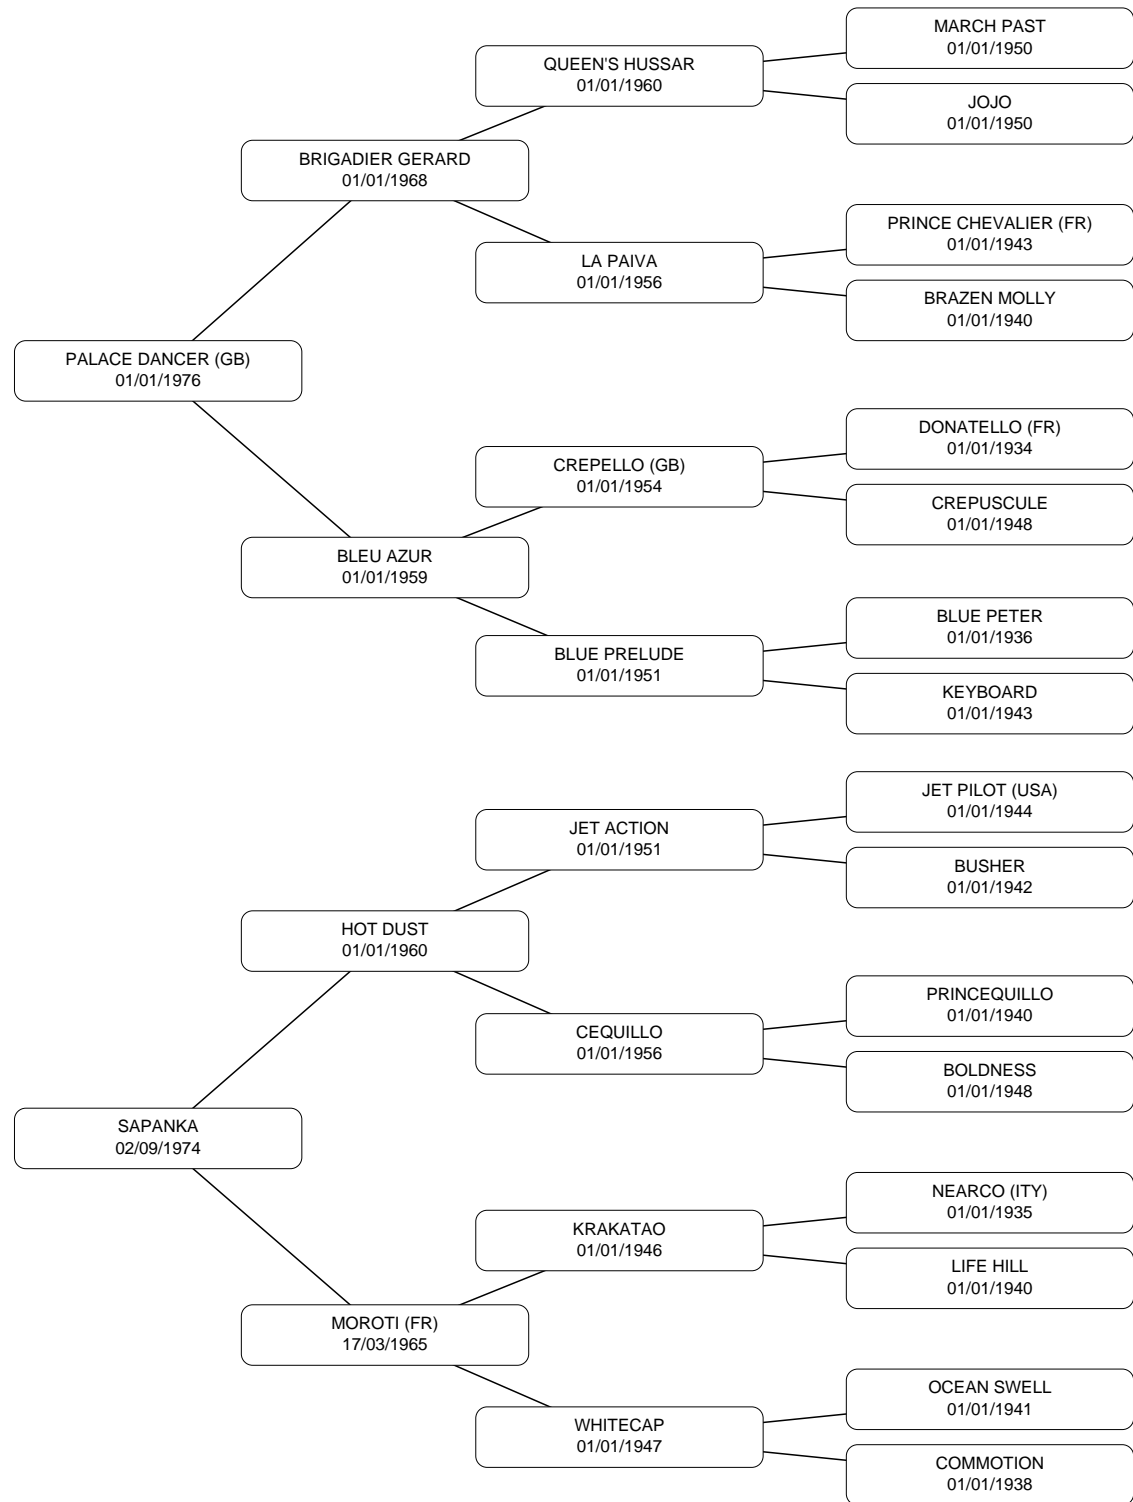 MARCH PAST
01/01/1950
QUEEN'S HUSSAR
01/01/1960
JOJO
01/01/1950
BRIGADIER GERARD
01/01/1968
PRINCE CHEVALIER (FR)
01/01/1943
LA PAIVA
01/01/1956
BRAZEN MOLLY
01/01/1940
PALACE DANCER (GB)
01/01/1976
DONATELLO (FR)
01/01/1934
CREPELLO (GB)
01/01/1954
CREPUSCULE
01/01/1948
BLEU AZUR
01/01/1959
BLUE PETER
01/01/1936
BLUE PRELUDE
01/01/1951
KEYBOARD
01/01/1943
JET PILOT (USA)
01/01/1944
JET ACTION
01/01/1951
BUSHER
01/01/1942
HOT DUST
01/01/1960
PRINCEQUILLO
01/01/1940
CEQUILLO
01/01/1956
BOLDNESS
01/01/1948
SAPANKA
02/09/1974
NEARCO (ITY)
01/01/1935
KRAKATAO
01/01/1946
LIFE HILL
01/01/1940
MOROTI (FR)
17/03/1965
OCEAN SWELL
01/01/1941
WHITECAP
01/01/1947
COMMOTION
01/01/1938